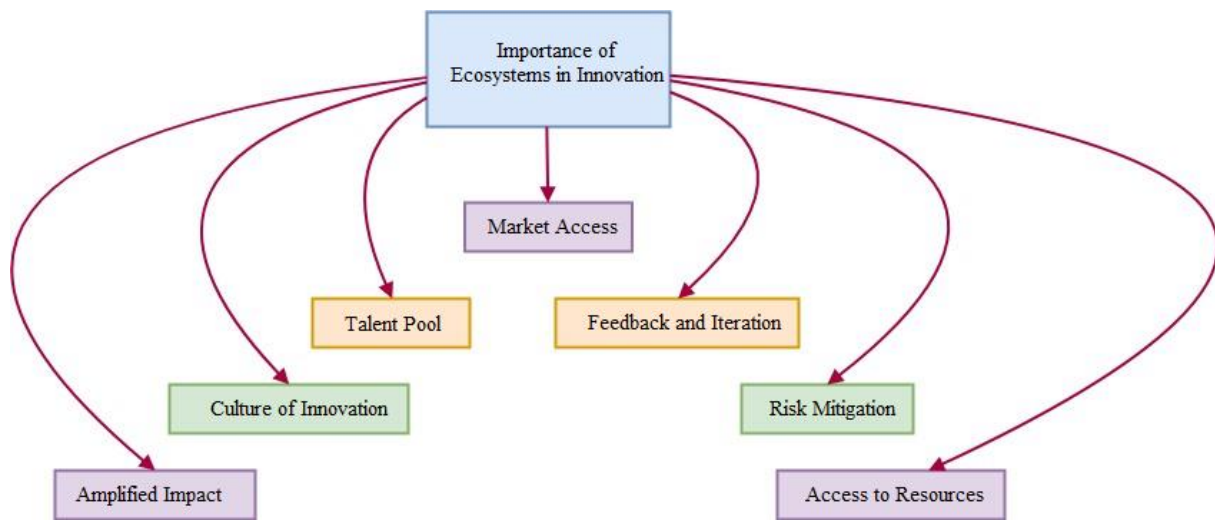 Importance of
Ecosystems in Innovation
Market Access
Talent Pool
Feedback and Iteration
Culture of Innovation
Risk Mitigation
Amplified Impact
Access to Resources